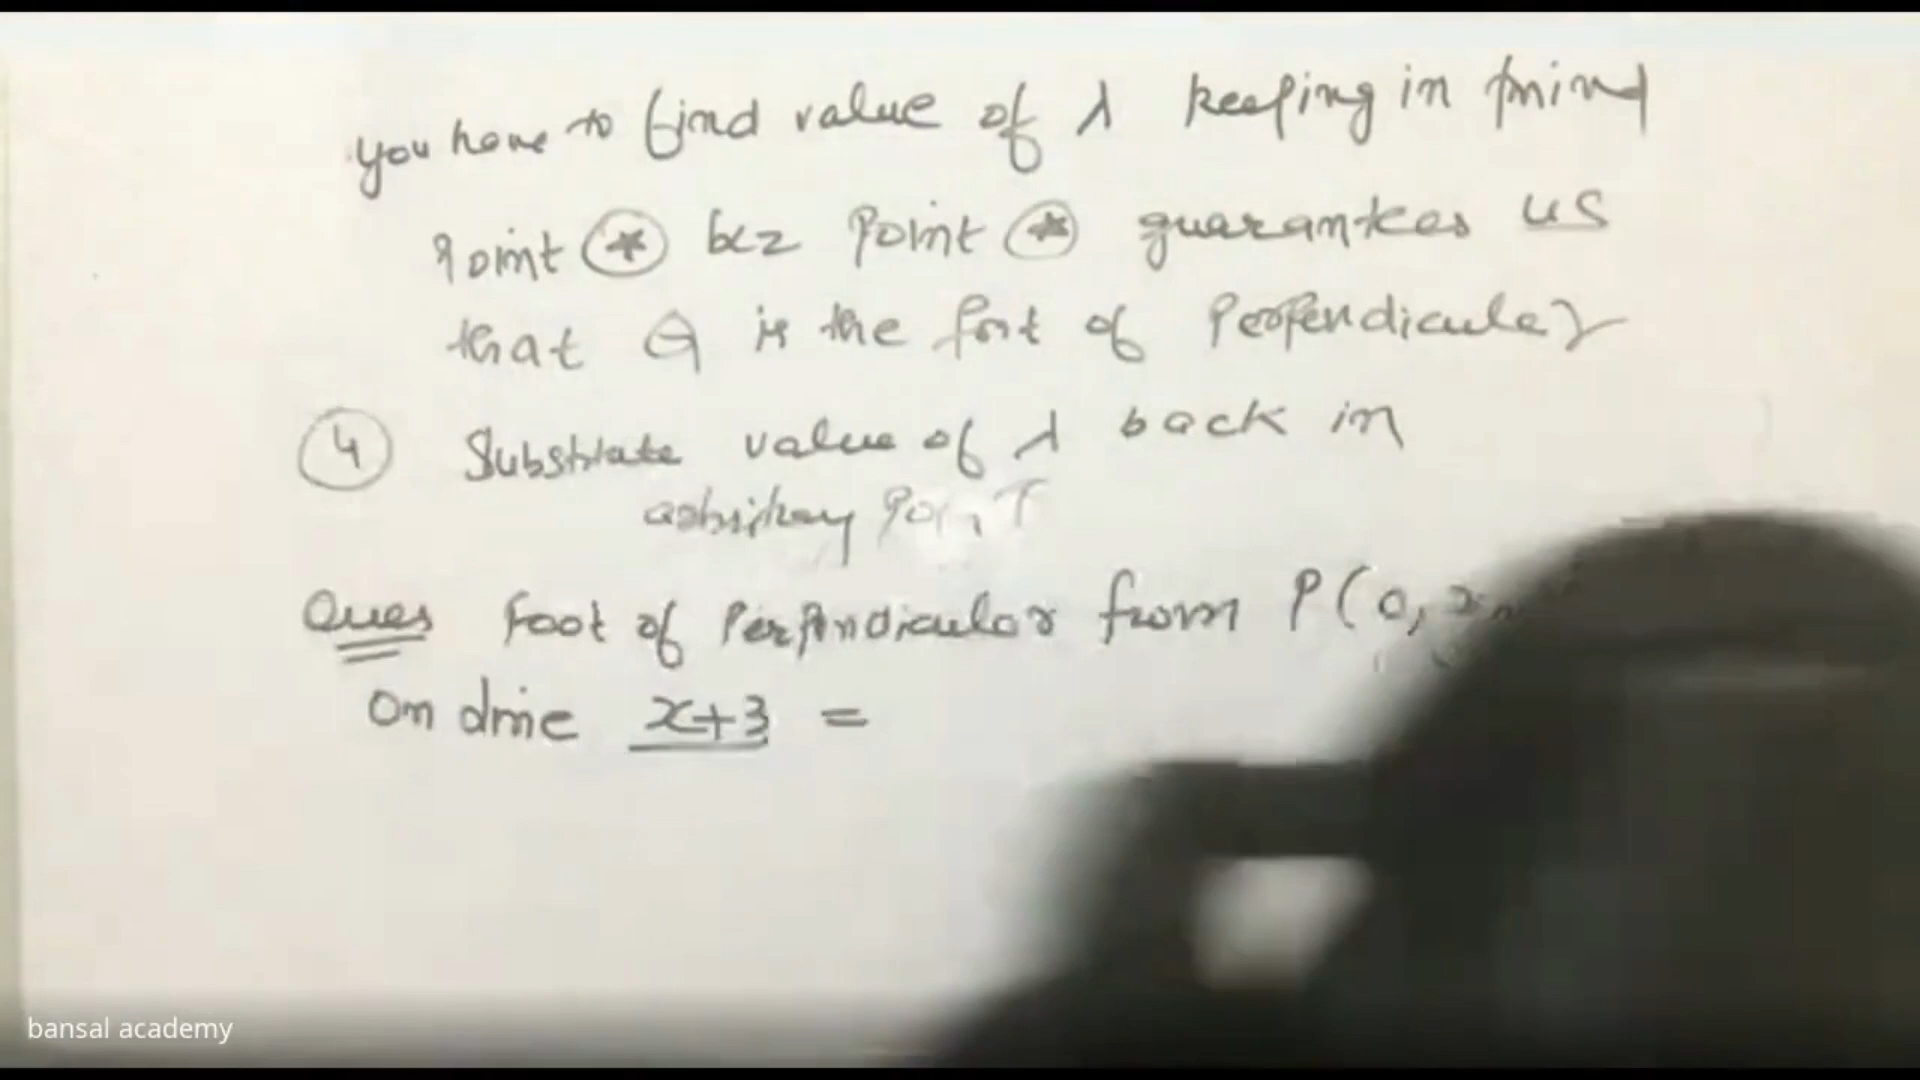 you have to find value of λ keeping in mind
Point * bcz Point * guarantees us
that Q is the foot of Perpendicular
4 Substitute value of λ back in
arbitrary Point
Ques Foot of Perpendicular from P(0, 2
on line x+3 =
bansal academy